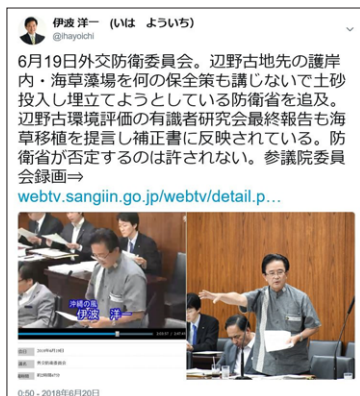 伊波 洋一 (いは よういち)
@ihayoichi
6月19日外交防衛委員会。辺野古地先の護岸
内・海草藻場を何の保全策も講じないで土砂
投入し埋立てようとしている防衛省を追及。
辺野古環境評価の有識者研究会最終報告も海
草移植を提言し補正書に反映されている。防
衛省が否定するのは許されない。参議院委員
会録画⇒
webtv.sangiin.go.jp/webtv/detail.p…
沖縄の風
伊波 洋一
0:50 - 2018年6月20日